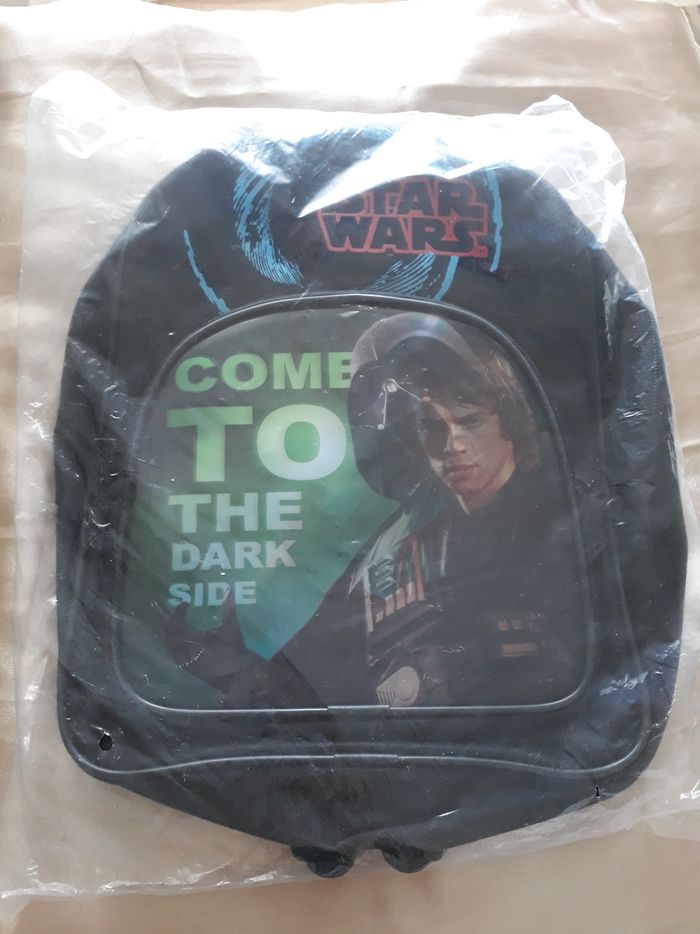 STAR
WARS
COME
TO
THE
DARK
SIDE